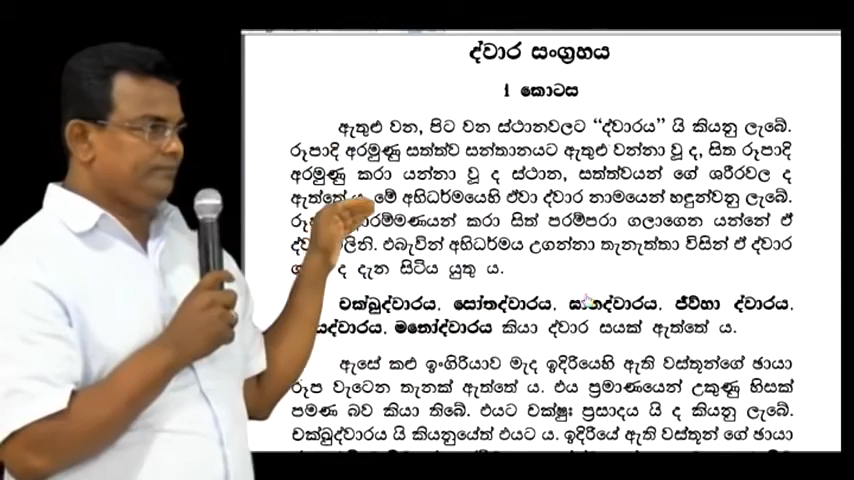 ද්වාර සංග්‍රහය
1 කොටස
ඇතුළු වන, පිට වන ස්ථානවලට “ද්වාරය” යි කියනු ලැබේ.
රූපාදි අරමුණු සත්ත්ව සන්තානයට ඇතුළු වන්නා වූ ද, සිත රූපාදි
අරමුණු කරා යන්නා වූ ද ස්ථාන, සත්ත්වයන් ගේ ශරීරවල ද
ඇත්තේ ය. මේ අභිධර්මයෙහි ඒවා ද්වාර නාමයෙන් හඳුන්වනු ලැබේ.
කරා සිත් පරම්පරා ගලාගෙන යන්නේ ඒ
එබැවින් අභිධර්මය උගන්නා තැනැත්තා විසින් ඒ ද්වාර
ද දැන සිටිය යුතු ය.
චක්ඛුද්වාරය, සෝතද්වාරය, ඝානද්වාරය, ජිව්හා ද්වාරය,
මනෝද්වාරය කියා ද්වාර සයක් ඇත්තේ ය.
ඇසේ කළු ඉංගිරියාව මැද ඉදිරියෙහි ඇති වස්තූන්ගේ ඡායා
රූප වැටෙන තැනක් ඇත්තේ ය. එය ප්‍රමාණයෙන් උකුණු හිසක්
පමණ බව කියා තිබේ. එයට චක්ෂුඃ ප්‍රසාදය යි ද කියනු ලැබේ.
චක්ඛුද්වාරය යි කියනුයේත් එයට ය. ඉදිරියේ ඇති වස්තූන් ගේ ඡායා